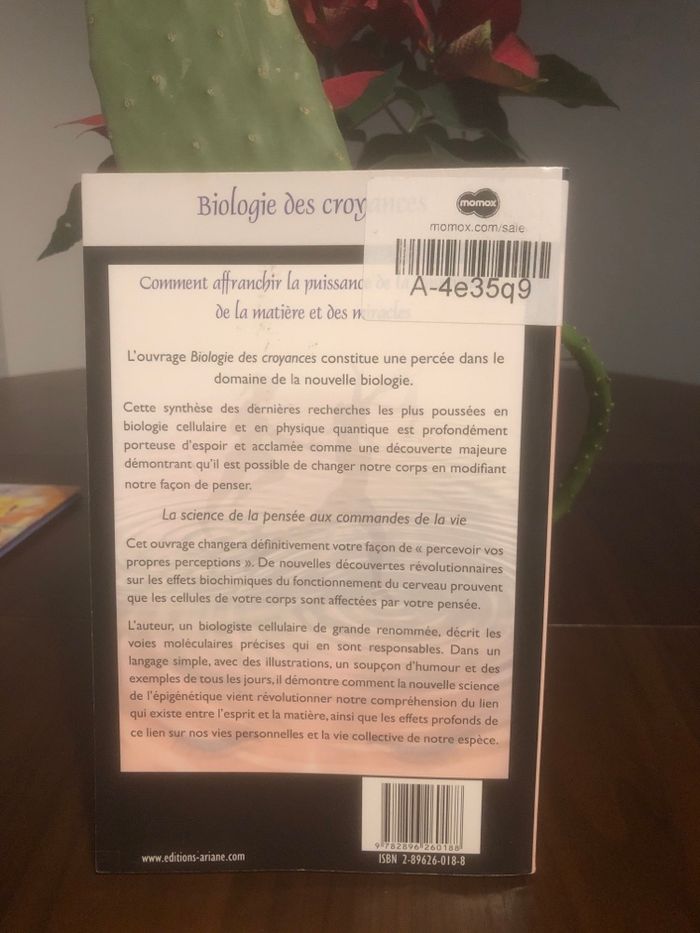 Biologie des croyances
momox
momox.com/sale
A-4e35q9
Comment affranchir la puissance de la
de la matière et des miracles
L'ouvrage Biologie des croyances constitue une percée dans le
domaine de la nouvelle biologie.
Cette synthèse des dernières recherches les plus poussées en
biologie cellulaire et en physique quantique est profondément
porteuse d'espoir et acclamée comme une découverte majeure
démontrant qu'il est possible de changer notre corps en modifiant
notre façon de penser.
La science de la pensée aux commandes de la vie
Cet ouvrage changera définitivement votre façon de « percevoir vos
propres perceptions ». De nouvelles découvertes révolutionnaires
sur les effets biochimiques du fonctionnement du cerveau prouvent
que les cellules de votre corps sont affectées par votre pensée.
L'auteur, un biologiste cellulaire de grande renommée, décrit les
voies moléculaires précises qui en sont responsables. Dans un
langage simple, avec des illustrations, un soupçon d'humour et des
exemples de tous les jours, il démontre comment la nouvelle science
de l'épigénétique vient révolutionner notre compréhension du lien
qui existe entre l'esprit et la matière, ainsi que les effets profonds de
ce lien sur nos vies personnelles et la vie collective de notre espèce.
9 782896 260188
www.editions-ariane.com
ISBN 2-89626-018-8